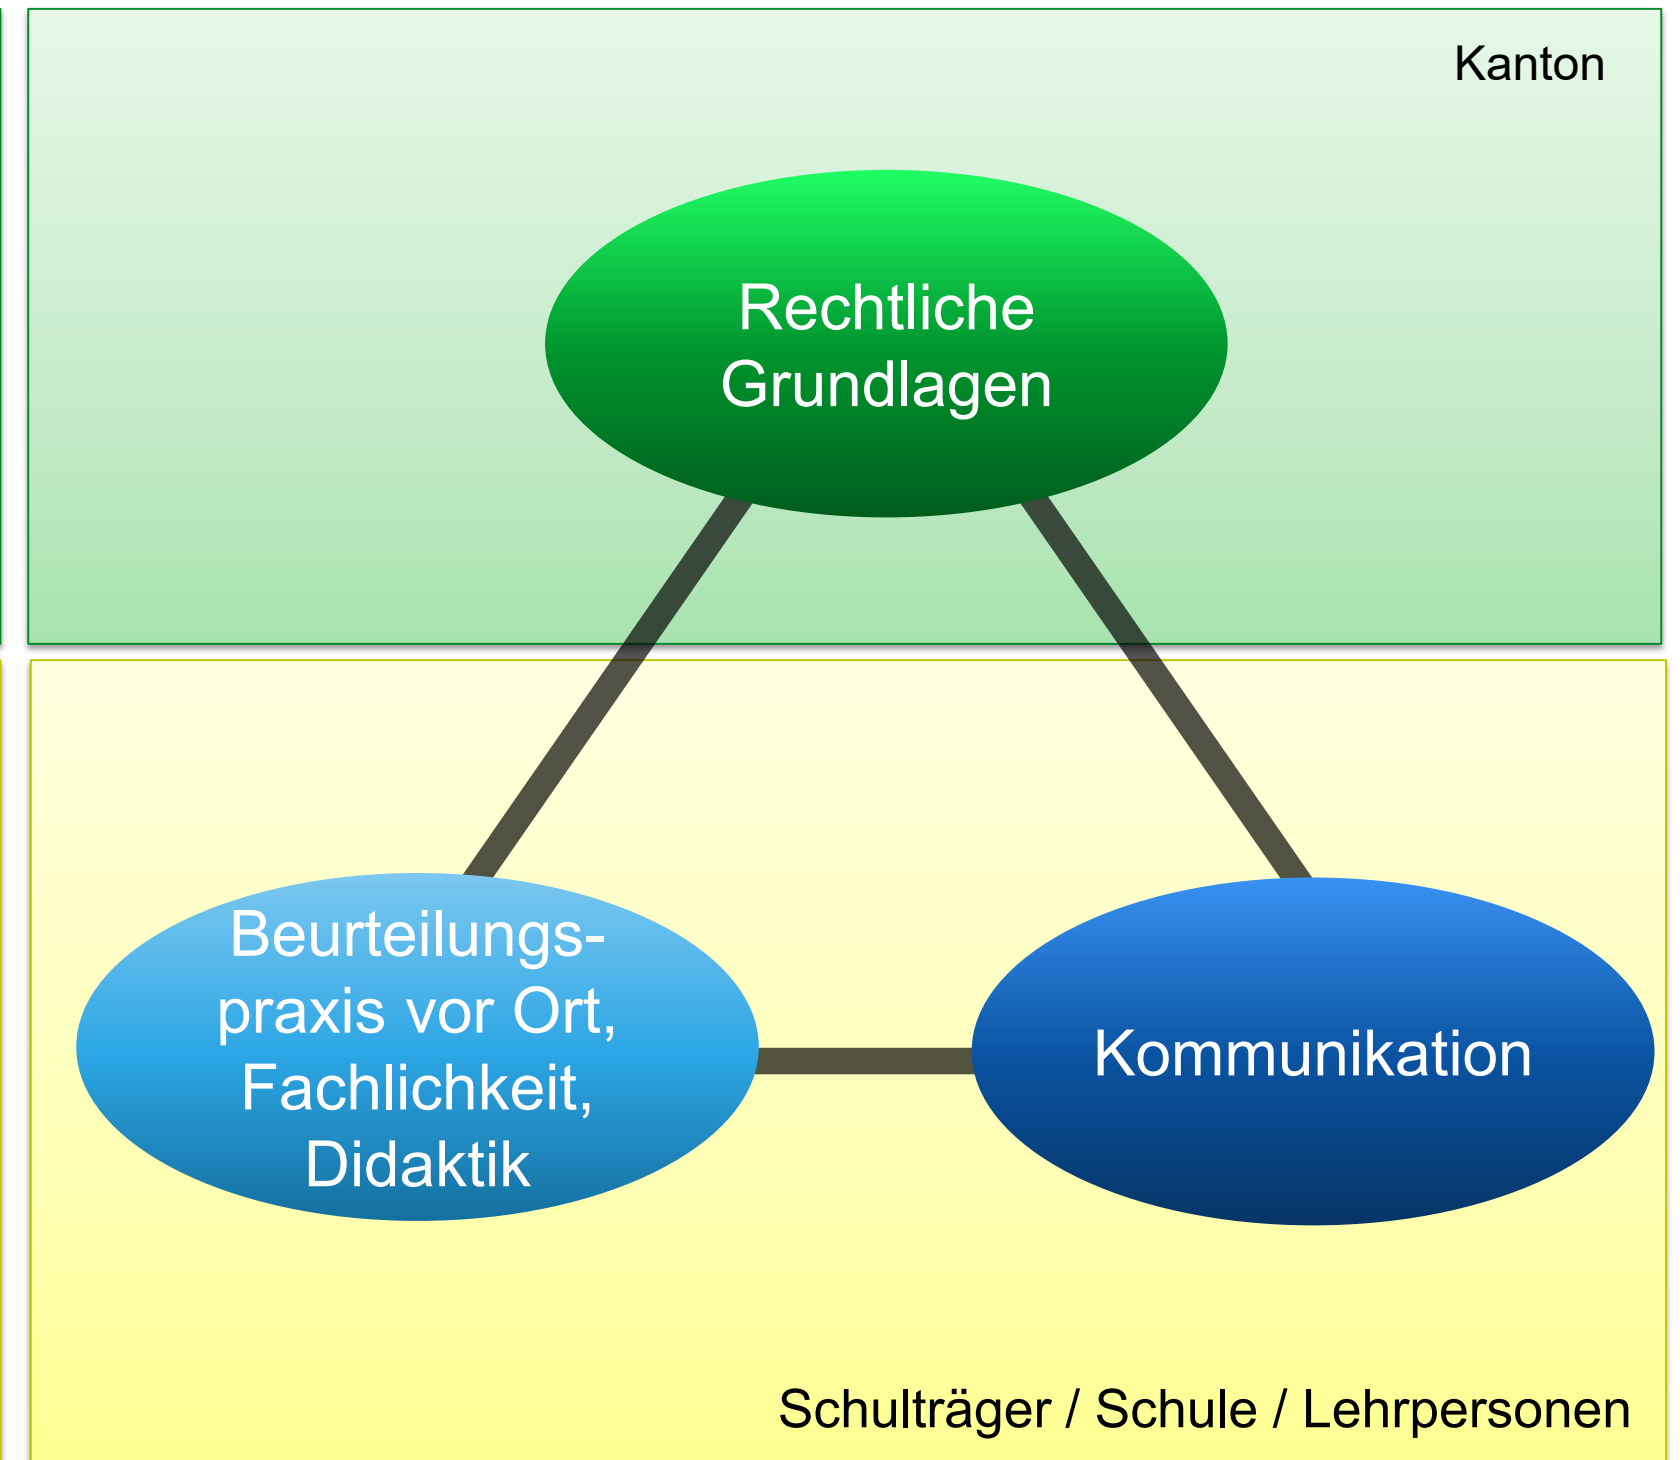 Kanton
Rechtliche
Grundlagen
Beurteilungs-
praxis vor Ort,
Fachlichkeit,
Didaktik
Kommunikation
Schulträger / Schule / Lehrpersonen